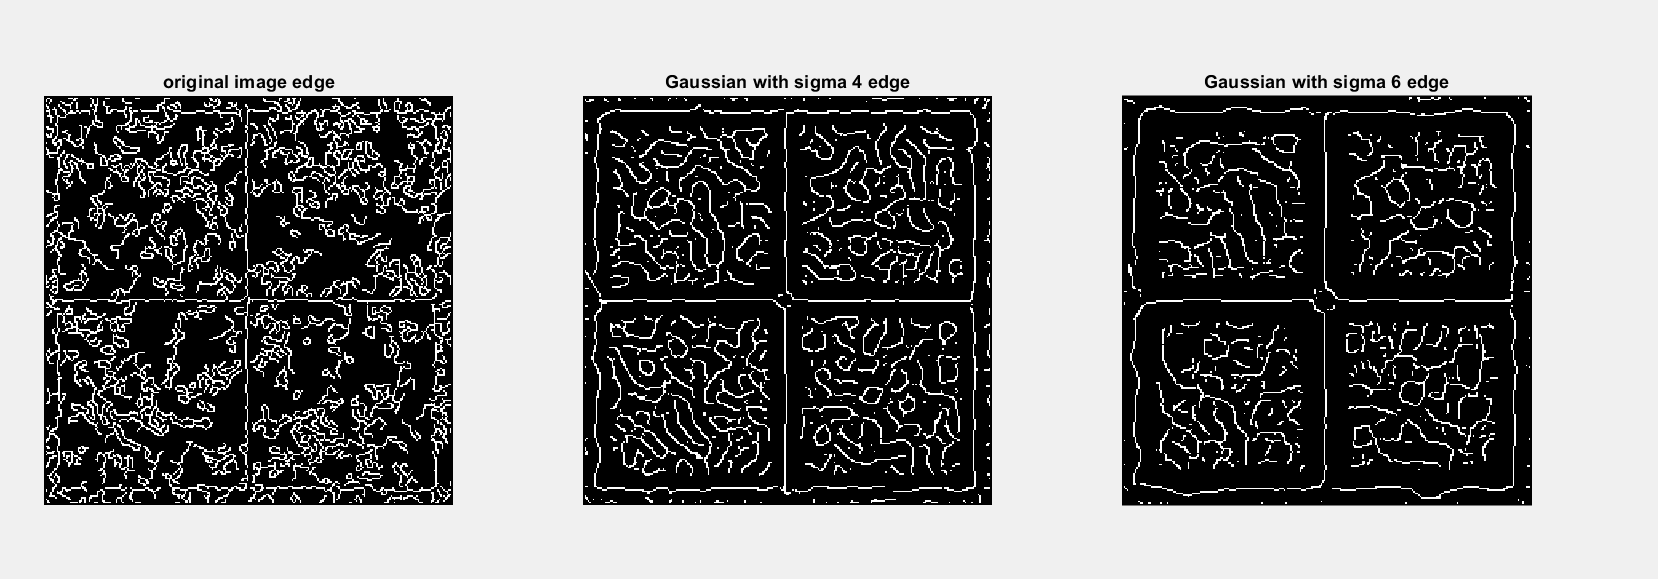 original image edge
Gaussian with sigma 4 edge
Gaussian with sigma 6 edge